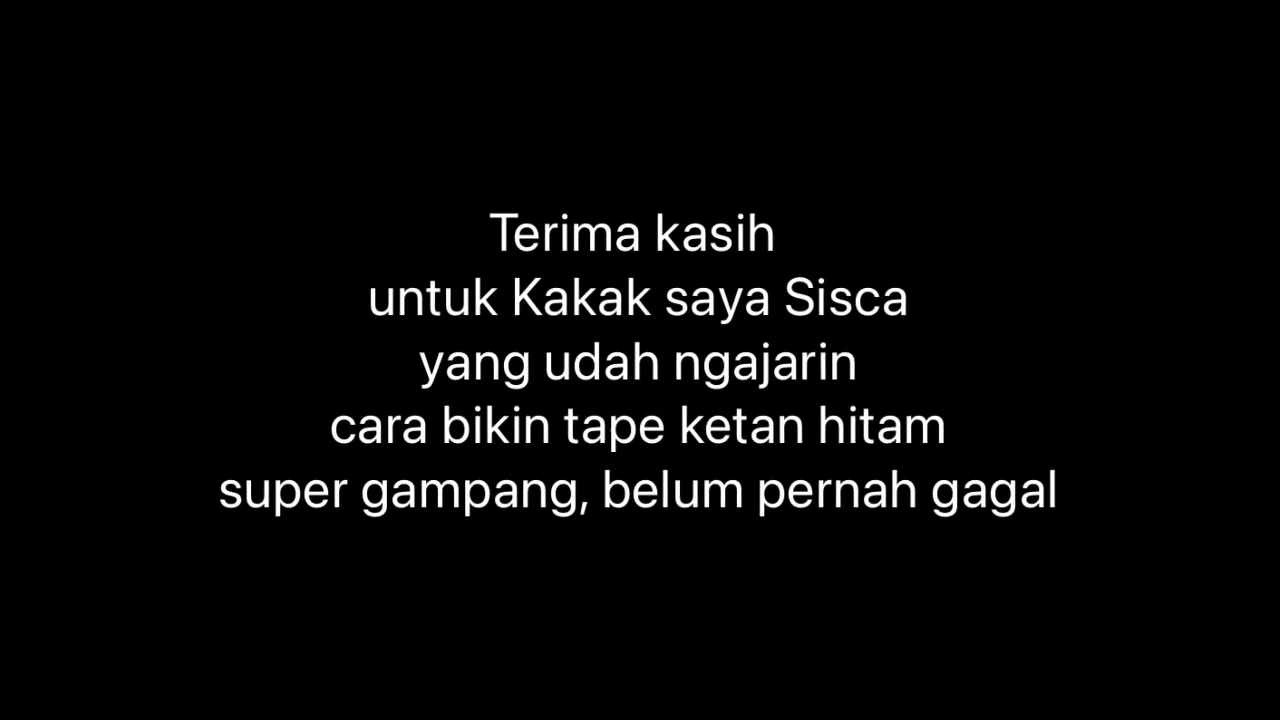 Terima kasih
untuk Kakak saya Sisca
yang udah ngajarin
cara bikin tape ketan hitam
super gampang, belum pernah gagal